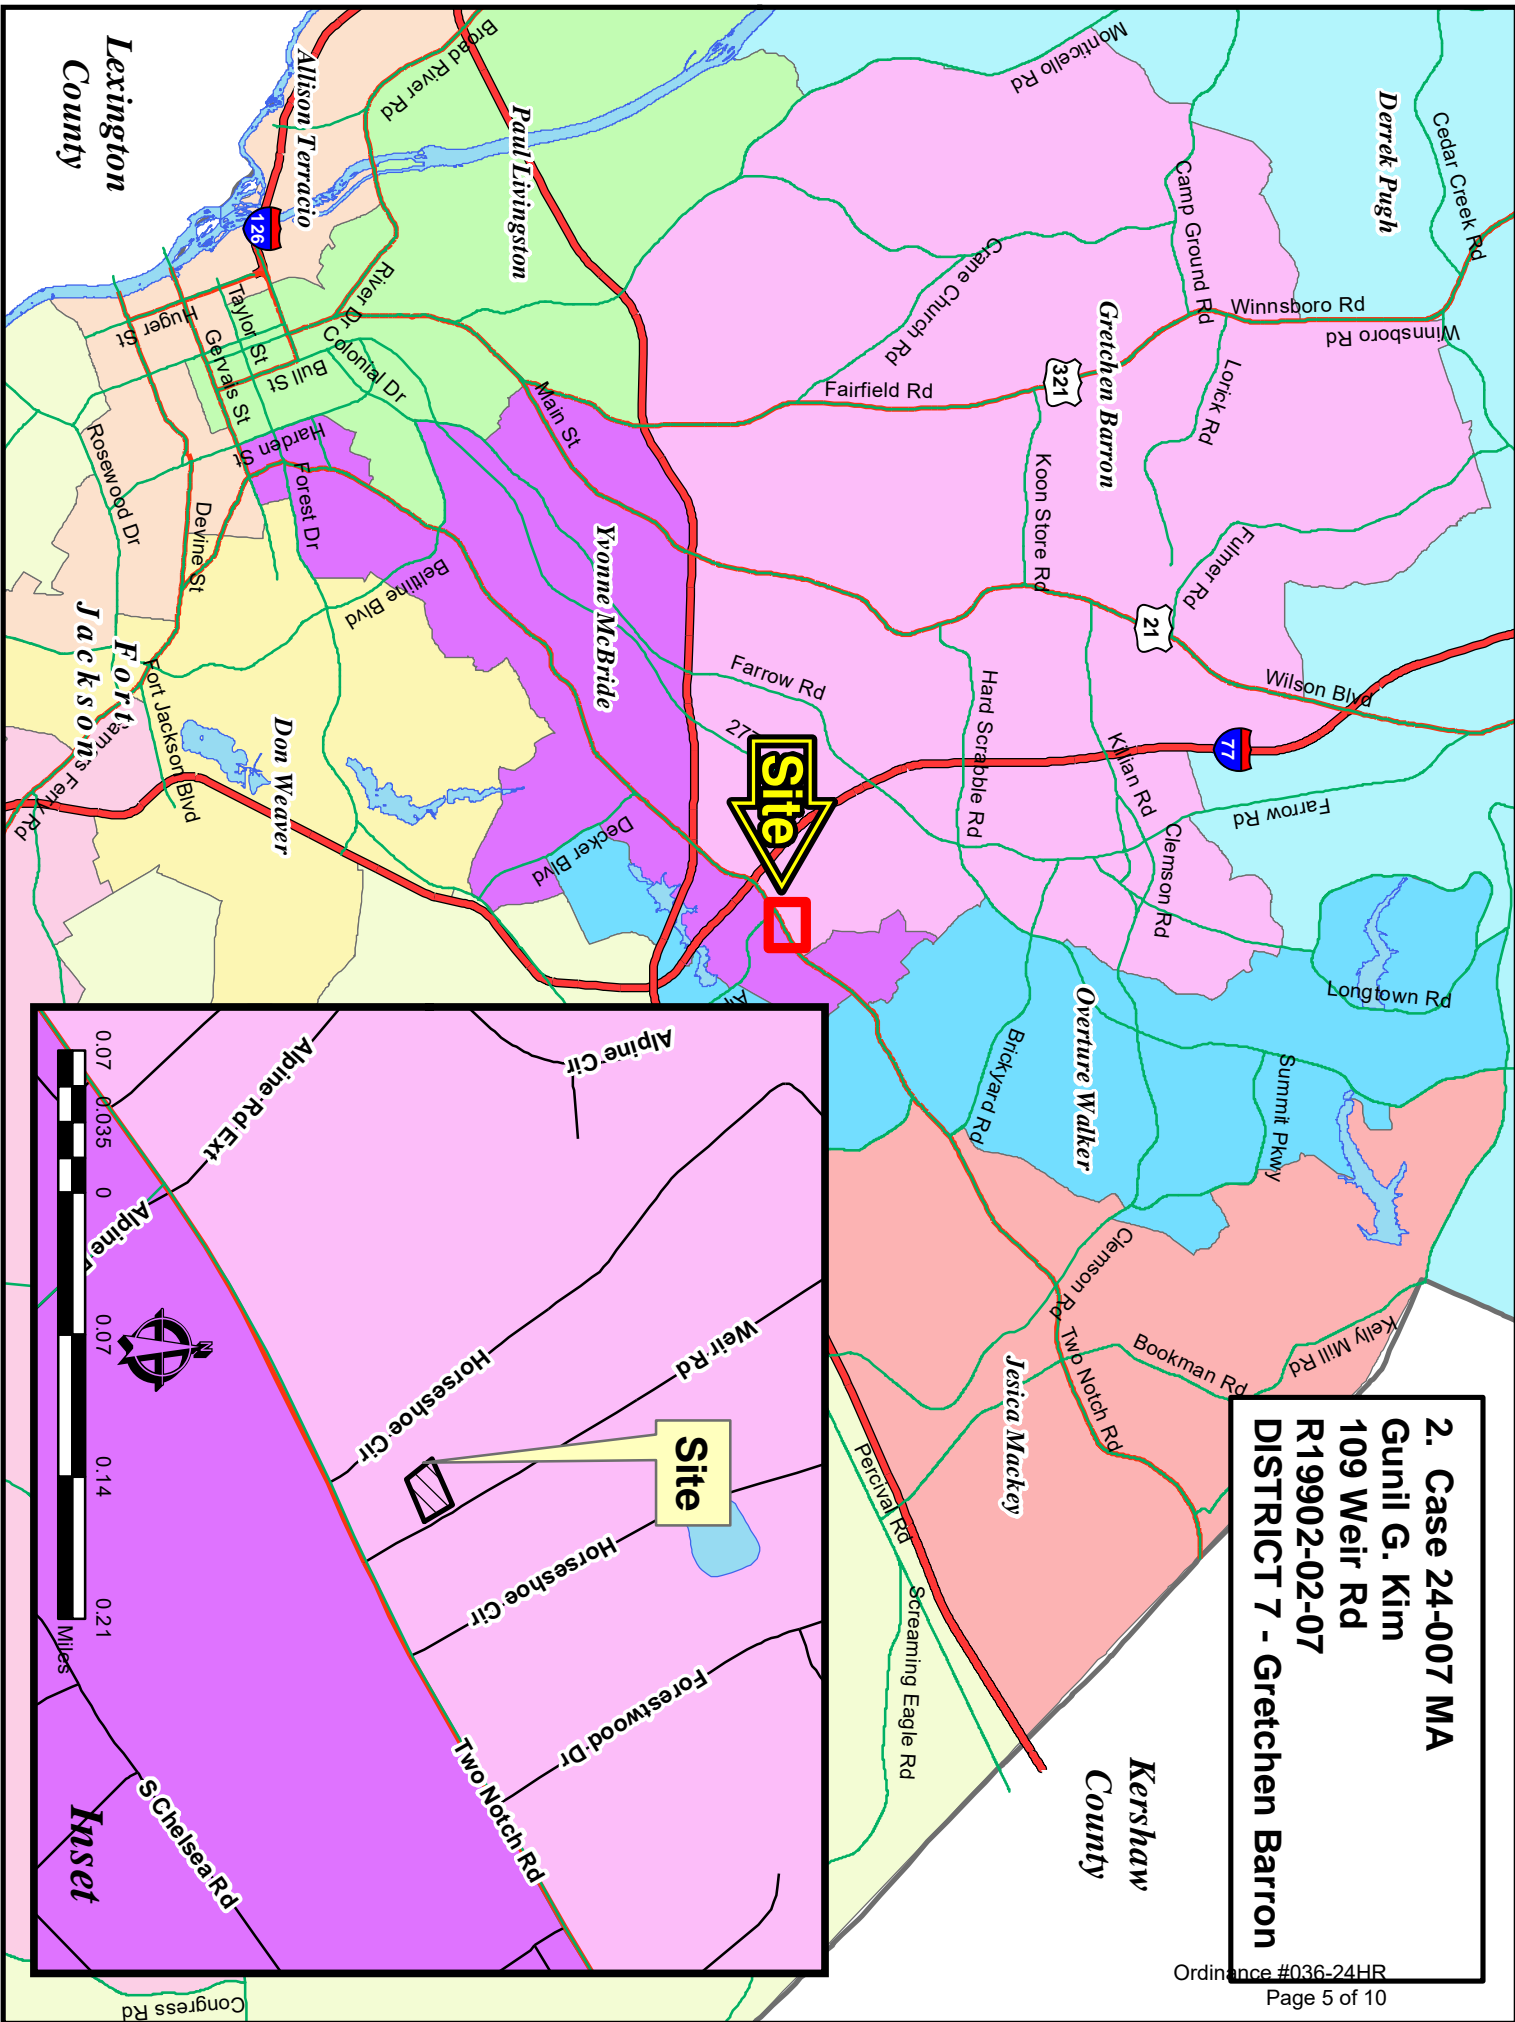 2. Case 24-007 MA
Gunil G. Kim
109 Weir Rd
R19902-02-07
DISTRICT 7 - Gretchen Barron
Ordinance #036-24HR
Page 5 of 10
Derrek Pugh
Cedar Creek Rd
Monticello Rd
Camp Ground Rd
Winnsboro Rd
Winnsboro Rd
Crane Church Rd
Gretchen Barron
Lorick Rd
Fairfield Rd
321
Koon Store Rd
Fulmer Rd
21
Wilson Blvd
77
Hard Scrabble Rd
Killian Rd
Farrow Rd
Farrow Rd
Clemson Rd
Longtown Rd
Overture Walker
Brickyard Rd
Summit Pkwy
Clemson Rd
Two Notch Rd
Bookman Rd
Kelly Mill Rd
Jesica Mackey
Percival Rd
Screaming Eagle Rd
Kershaw
County
Broad River Rd
Allison Terracio
Lexington
County
Paul Livingston
126
River Dr
Colonial Dr
Huger St
Taylor St
Gervais St
Bull St
Harden St
Main St
Forest Dr
Rosewood Dr
Devine St
Beltline Blvd
Yvonne McBride
Fort
Jackson
Fort Jackson Blvd
Don Weaver
Decker Blvd
277
Site
Congress Rd
Alpine Cir
Alpine Rd Ext
Alpine
Horseshoe Cir
Weir Rd
Site
Horseshoe Cir
Forestwood Dr
Two Notch Rd
S Chelsea Rd
N
0.07 0.035 0 0.07 0.14 0.21
Miles
Inset